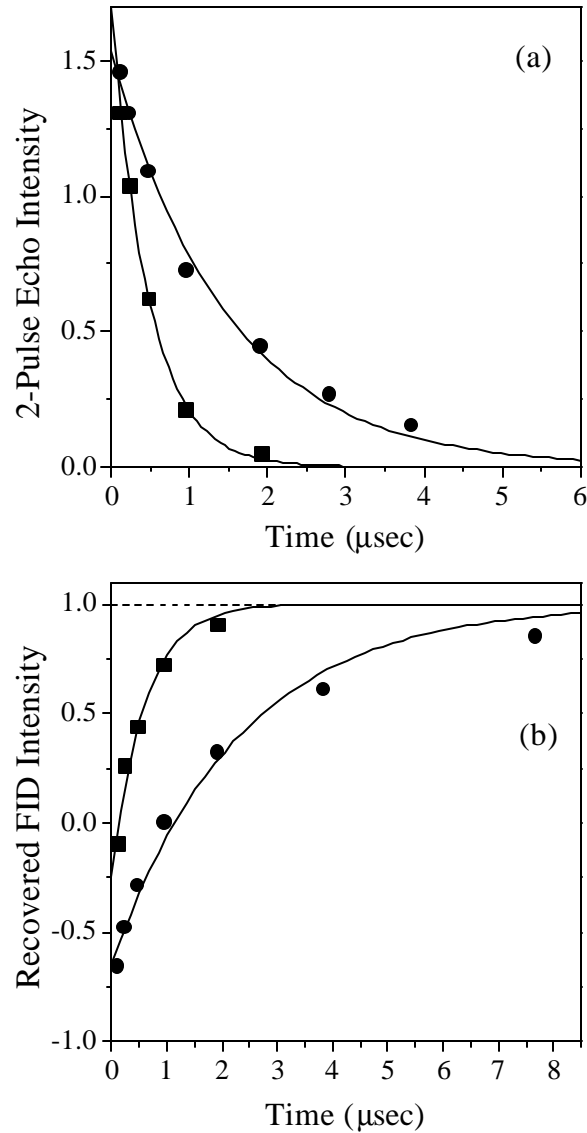 (a)
2-Pulse Echo Intensity
1.5
1.0
0.5
0.0
0 1 2 3 4 5 6
Time (μsec)
(b)
Recovered FID Intensity
1.0
0.5
0.0
-0.5
-1.0
0 1 2 3 4 5 6 7 8
Time (μsec)